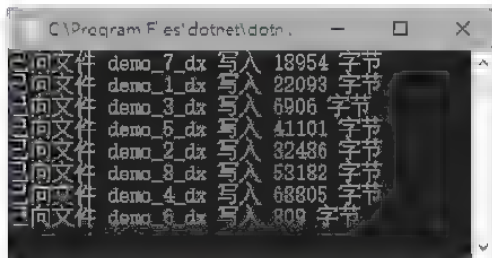 C:\Program Files\dotnet\dotn.
向文件 demo_7_dx 写入 18954 字节
向文件 demo_1_dx 写入 22093 字节
向文件 demo_3_dx 写入 6906 字节
向文件 demo_5_dx 写入 41101 字节
向文件 demo_2_dx 写入 32486 字节
向文件 demo_8_dx 写入 53182 字节
向文件 demo_4_dx 写入 68805 字节
向文件 demo_6_dx 写入 809 字节